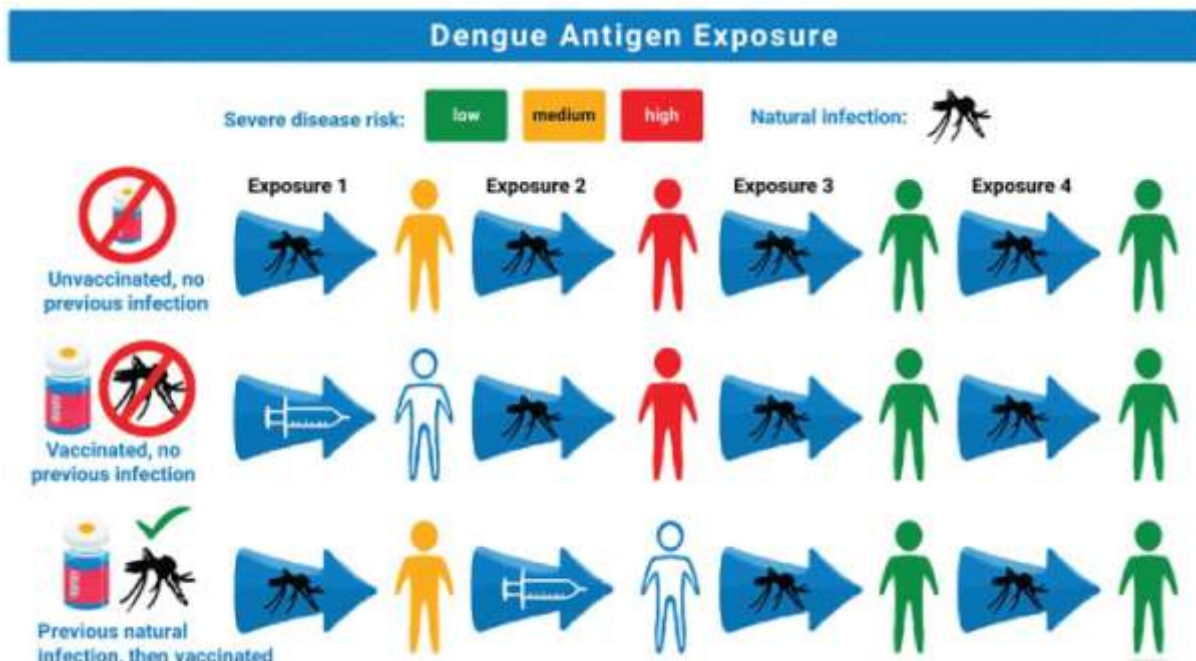 Dengue Antigen Exposure
Severe disease risk: low medium high Natural infection:
Exposure 1 Exposure 2 Exposure 3 Exposure 4
Unvaccinated, no
previous infection
Vaccinated, no
previous infection
Previous natural
infection, then vaccinated